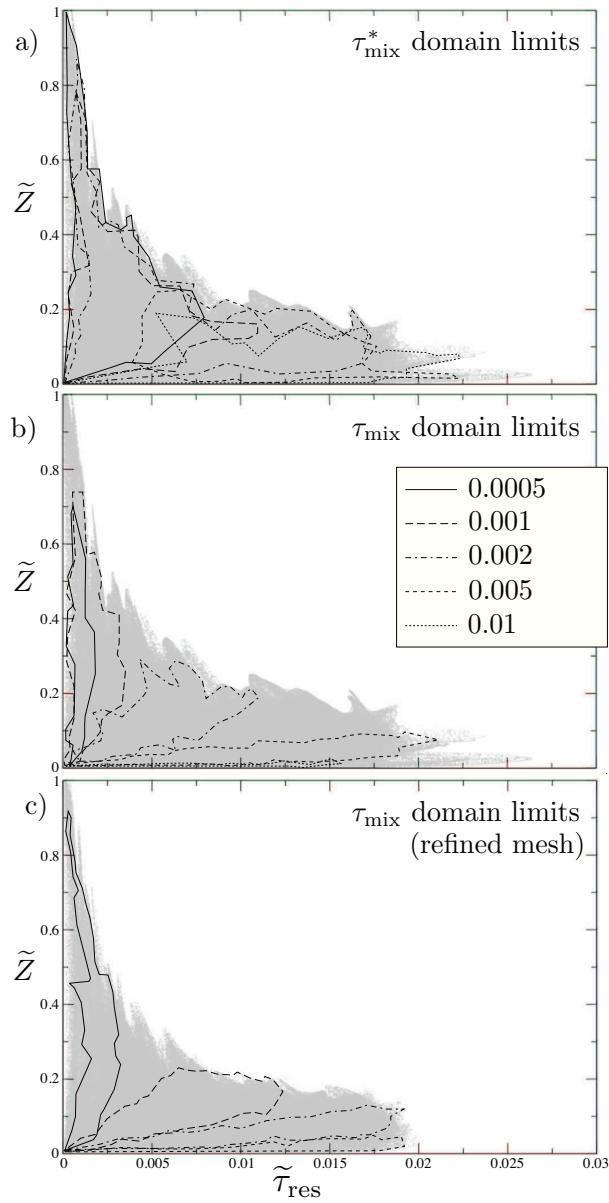 a)
τ*mix domain limits
1
0.8
0.6
Z̃
0.4
0.2
0
b)
τmix domain limits
1
0.8
0.0005
0.001
0.6
0.002
Z̃
0.005
0.4
0.01
0.2
0
c)
τmix domain limits
(refined mesh)
1
0.8
0.6
Z̃
0.4
0.2
0
0 0.005 0.01 0.015 0.02 0.025 0.03
τ̃res